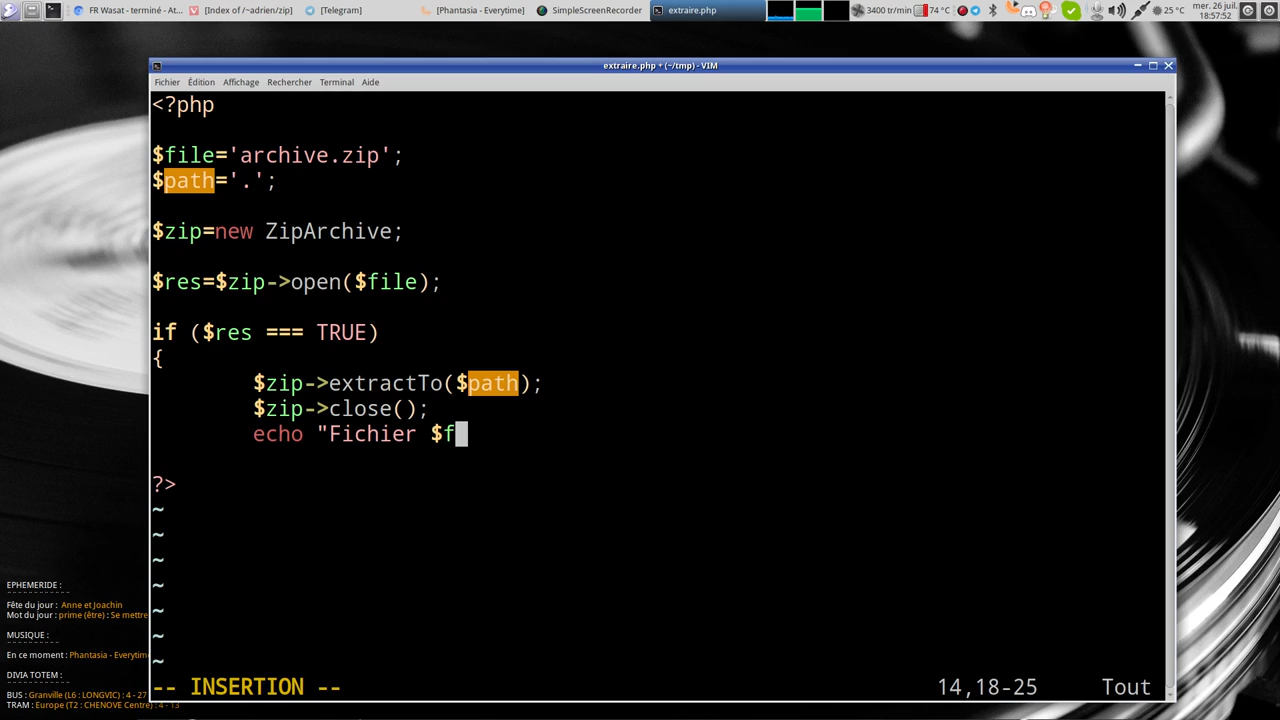 FR Wasat - terminé - At...
[Index of /~adrien/zip]
[Telegram]
[Phantasia - Everytime]
SimpleScreenRecorder
extraire.php
3400 tr/min
74 °C
25 °C
mer. 26 juil.
18:57:52
extraire.php + (~/tmp) - VIM
Fichier Édition Affichage Rechercher Terminal Aide
<?php
$file='archive.zip';
$path='.';
$zip=new ZipArchive;
$res=$zip->open($file);
if ($res === TRUE)
{
        $zip->extractTo($path);
        $zip->close();
        echo "Fichier $f
?>
~
~
~
~
~
~
~
-- INSERTION -- 14,18-25 Tout
EPHEMERIDE :
Fête du jour : Anne et Joachin
Mot du jour : prime (être) : Se mettre
MUSIQUE :
En ce moment : Phantasia - Everytim
DIVIA TOTEM :
BUS : Granville (L6 : LONGVIC) : 4 - 27
TRAM : Europe (T2 : CHENOVE Centre) : 4 - 13